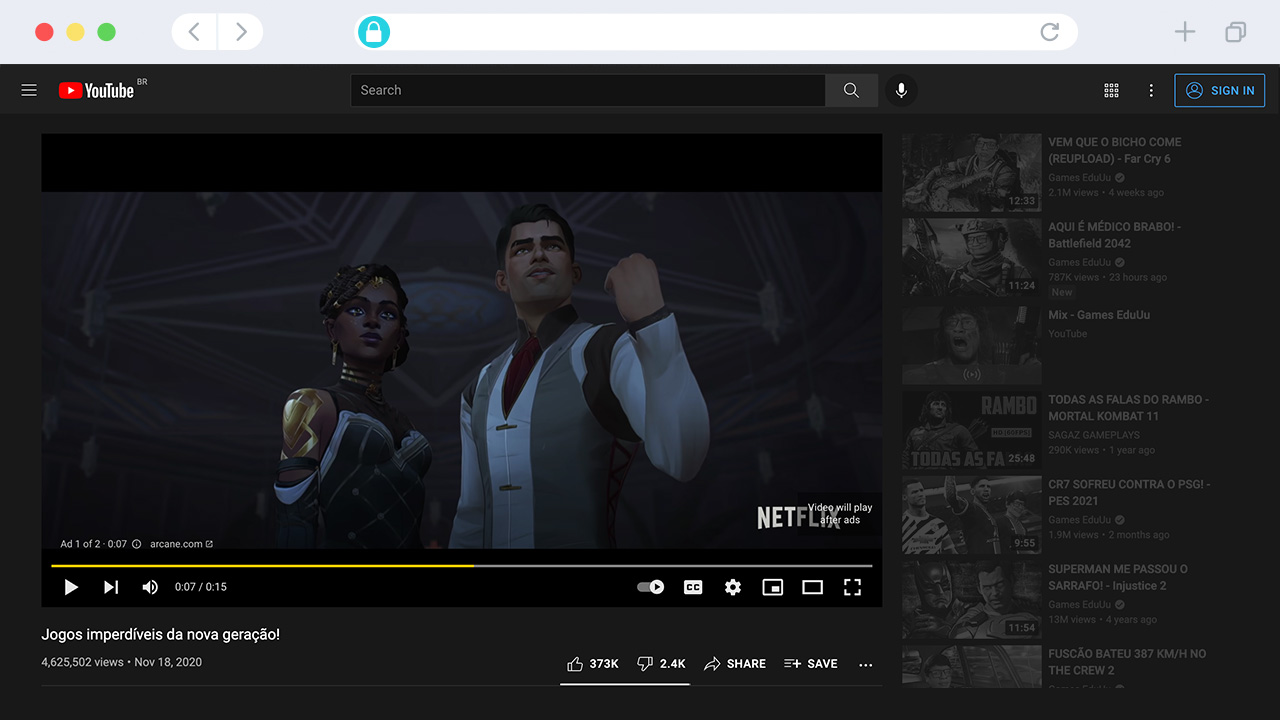 YouTube BR
Search
SIGN IN
NETFLIX
Video will play
after ads
Ad 1 of 2 · 0:07 arcane.com
0:07 / 0:15
CC
Jogos imperdíveis da nova geração!
4,625,502 views • Nov 18, 2020
373K 2.4K SHARE SAVE
12:33
VEM QUE O BICHO COME
(REUPLOAD) - Far Cry 6
Games EduUu
2.1M views • 4 weeks ago
11:24
AQUI É MÉDICO BRABO! -
Battlefield 2042
Games EduUu
787K views • 23 hours ago
New
Mix - Games EduUu
YouTube
RAMBO
TODAS AS FA
25:48
TODAS AS FALAS DO RAMBO -
MORTAL KOMBAT 11
SAGAZ GAMEPLAYS
290K views • 1 year ago
9:55
CR7 SOFREU CONTRA O PSG! -
PES 2021
Games EduUu
1.9M views • 2 months ago
11:54
SUPERMAN ME PASSOU O
SARRAFO! - Injustice 2
Games EduUu
13M views • 4 years ago
FUSCÃO BATEU 387 KM/H NO
THE CREW 2